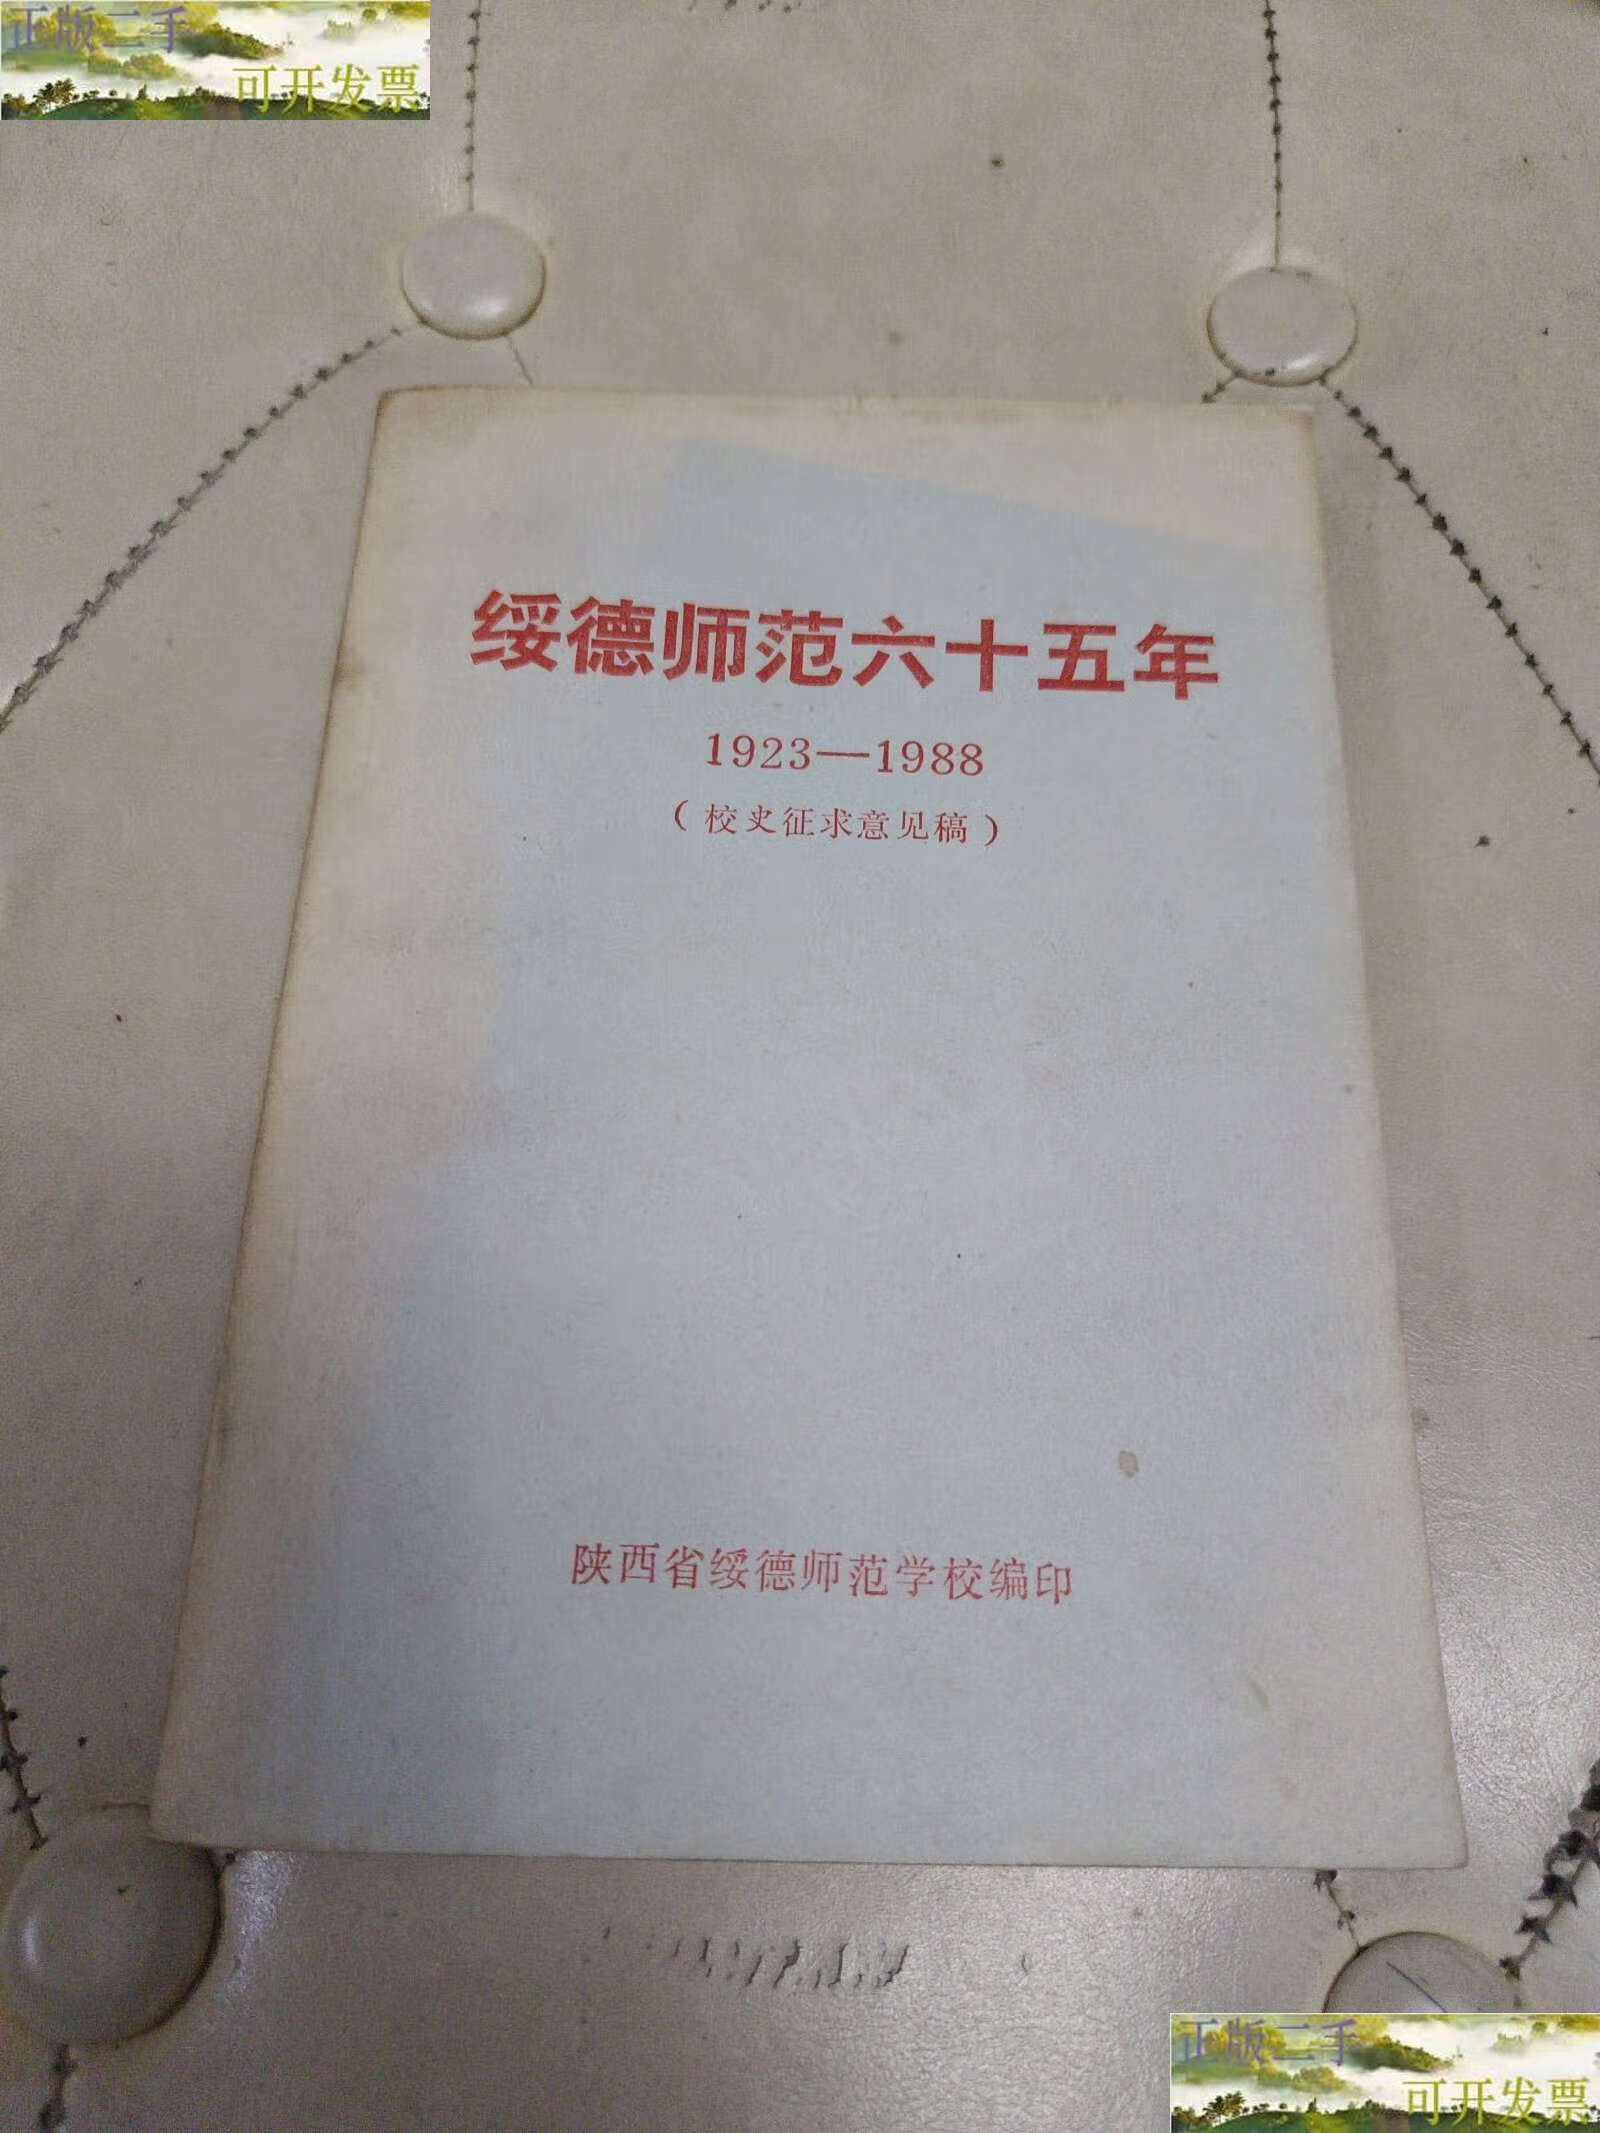 正版二手
可开发票
绥德师范六十五年
1923—1988
（校史征求意见稿）
陕西省绥德师范学校编印
正版二手
可开发票